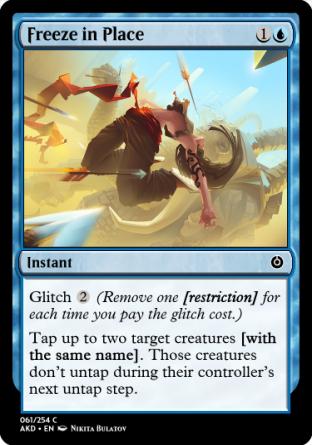 Freeze in Place 1
Instant
Glitch 2 (Remove one [restriction] for
each time you pay the glitch cost.)
Tap up to two target creatures [with
the same name]. Those creatures
don't untap during their controller's
next untap step.
061/254 C
AKD • EN Nikita Bulatov